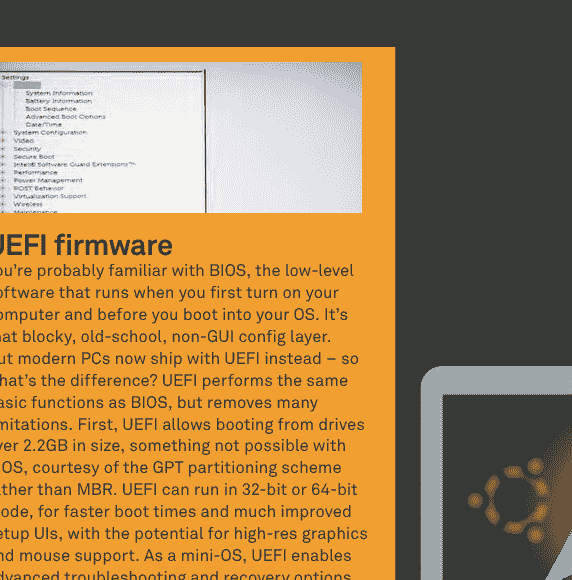 Settings
System Information
Battery Information
Boot Sequence
Advanced Boot Options
Date/Time
System Configuration
Video
Security
Secure Boot
Intel® Software Guard Extensions™
Performance
Power Management
POST Behavior
Virtualization Support
Wireless
Maintenance
UEFI firmware
ou're probably familiar with BIOS, the low-level
oftware that runs when you first turn on your
omputer and before you boot into your OS. It's
hat blocky, old-school, non-GUI config layer.
ut modern PCs now ship with UEFI instead – so
hat's the difference? UEFI performs the same
asic functions as BIOS, but removes many
mitations. First, UEFI allows booting from drives
ver 2.2GB in size, something not possible with
OS, courtesy of the GPT partitioning scheme
ather than MBR. UEFI can run in 32-bit or 64-bit
ode, for faster boot times and much improved
etup UIs, with the potential for high-res graphics
nd mouse support. As a mini-OS, UEFI enables
dvanced troubleshooting and recovery options